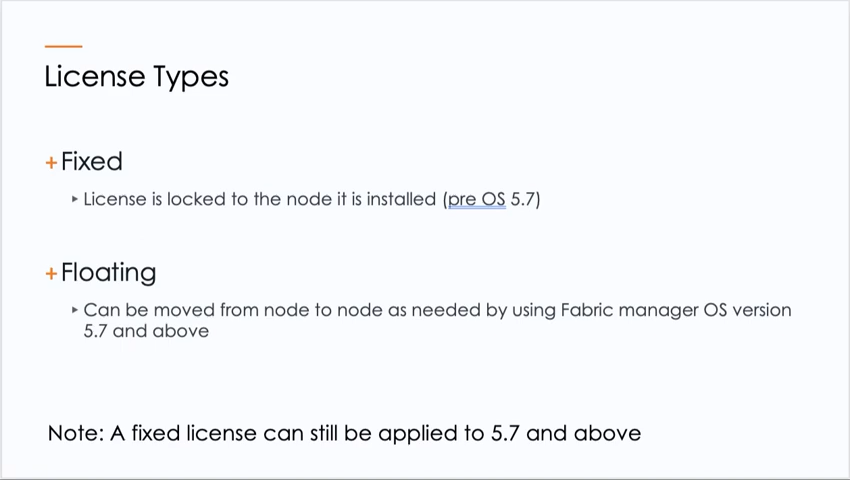 License Types
+ Fixed
‣ License is locked to the node it is installed (pre OS 5.7)
+ Floating
‣ Can be moved from node to node as needed by using Fabric manager OS version
5.7 and above
Note: A fixed license can still be applied to 5.7 and above